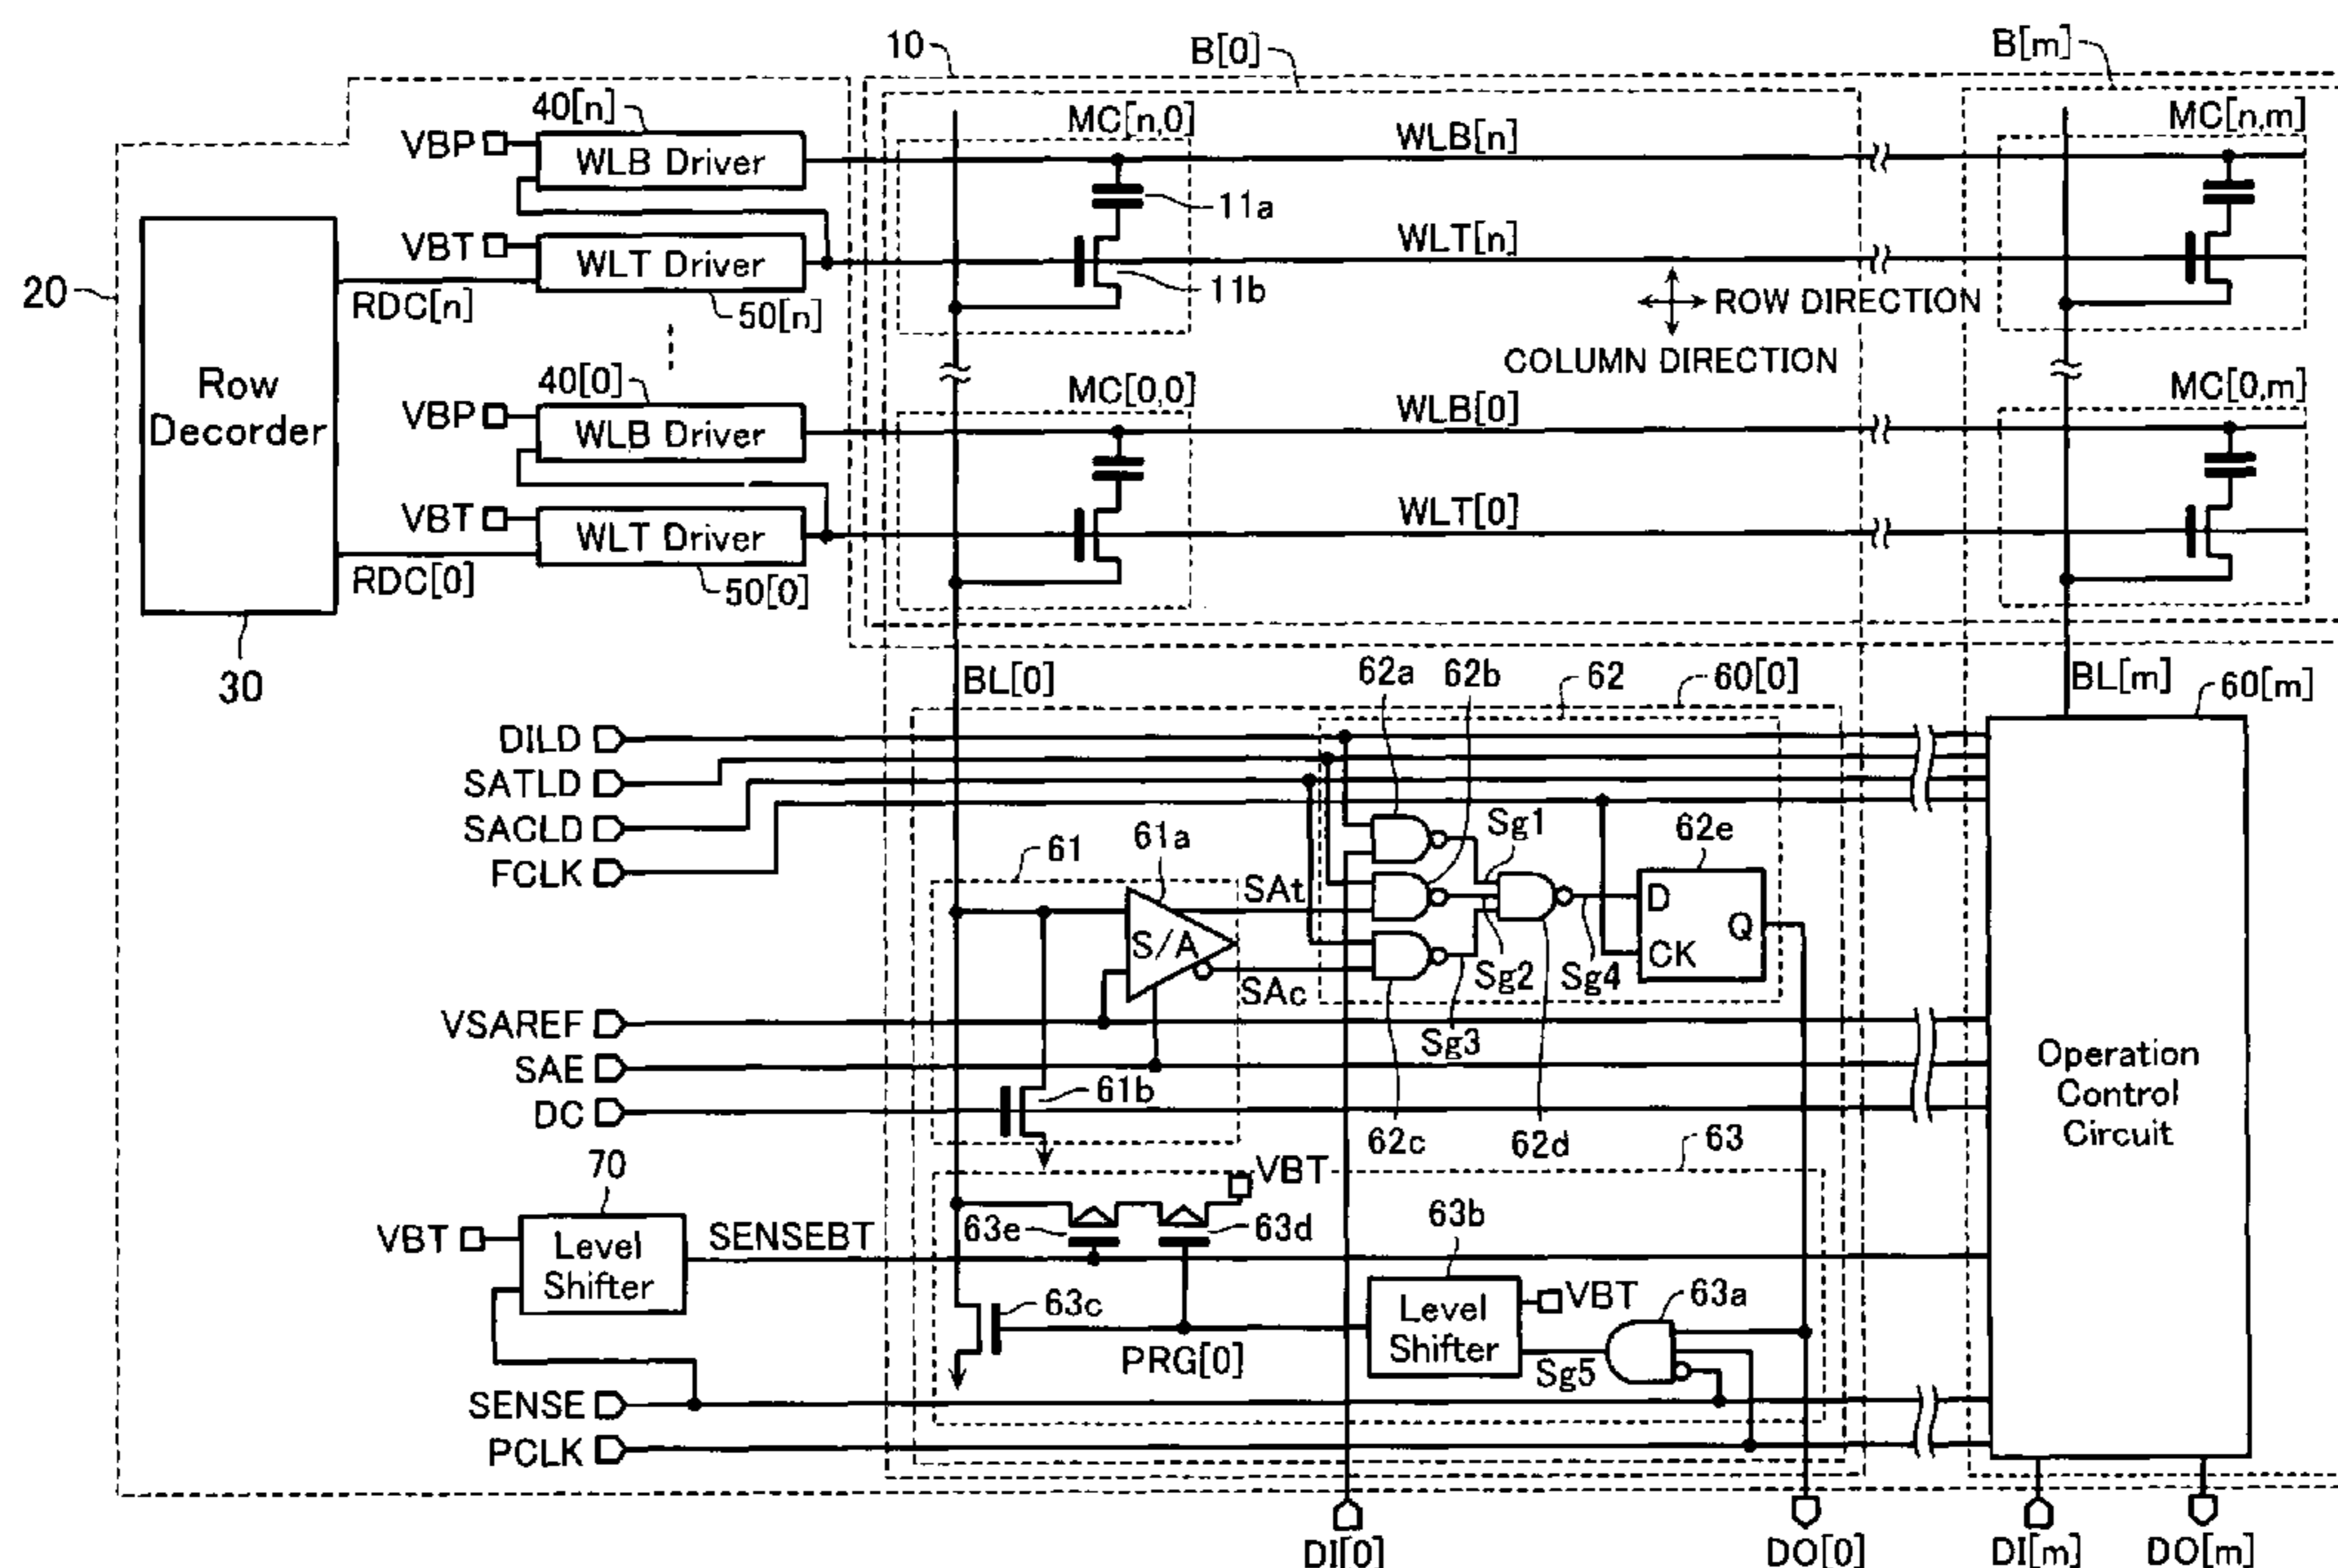 10
B[0]
B[m]
40[n]
MC[n,0]
WLB[n]
MC[n,m]
VBP
WLB Driver
11a
VBT
WLT Driver
WLT[n]
20
RDC[n]
50[n]
11b
ROW DIRECTION
COLUMN DIRECTION
Row
Decorder
40[0]
MC[0,0]
WLB[0]
MC[0,m]
VBP
WLB Driver
VBT
WLT Driver
WLT[0]
RDC[0]
50[0]
30
BL[0]
62a
62b
62
60[0]
BL[m]
60[m]
DILD
SATLD
SACLD
FCLK
61
61a
Sg1
62e
SAt
S/A
D
Q
CK
SAc
Sg2
Sg4
VSAREF
Sg3
SAE
61b
DC
62c
62d
63
Operation
Control
Circuit
70
VBT
VBT
Level
Shifter
SENSEBT
63e
63d
63b
63c
Level
Shifter
VBT
63a
PRG[0]
Sg5
SENSE
PCLK
DI[0]
DO[0]
DI[m]
DO[m]